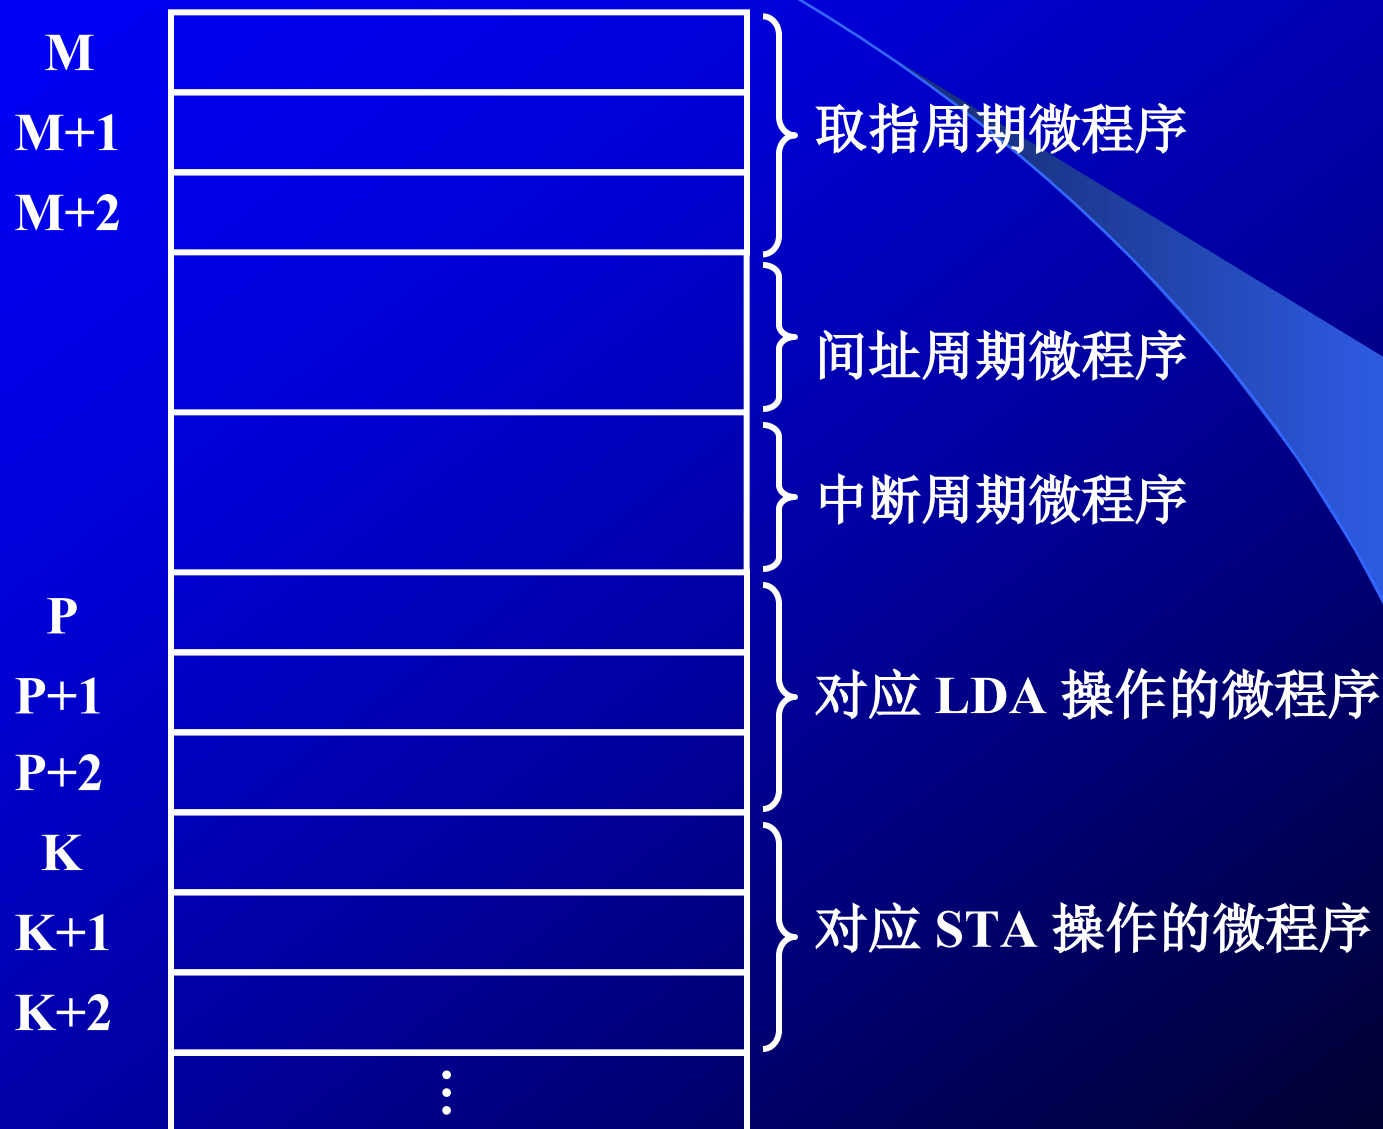 M
M+1
取指周期微程序
M+2
间址周期微程序
中断周期微程序
P
P+1
对应 LDA 操作的微程序
P+2
K
K+1
对应 STA 操作的微程序
K+2
⋮